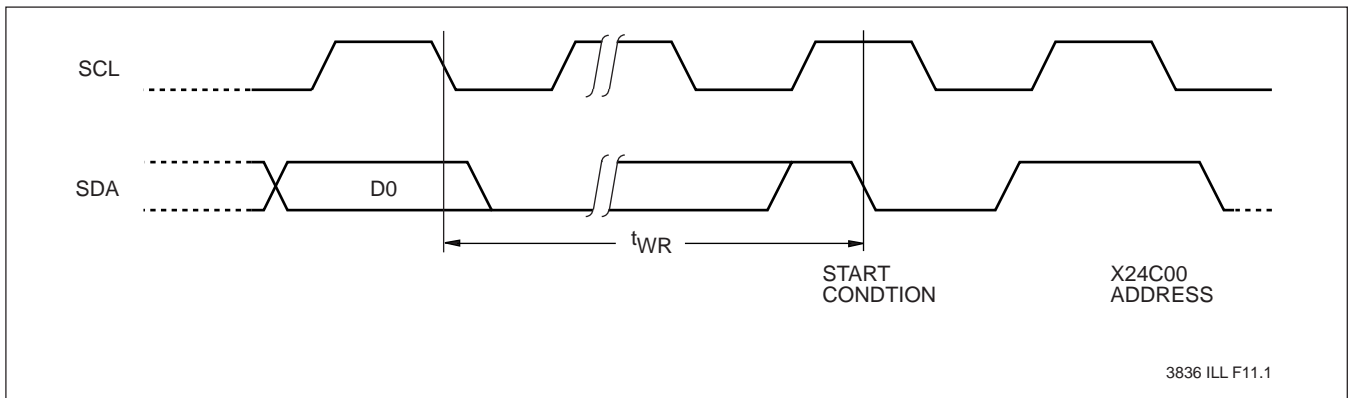 SCL
SDA
D0
tWR
START
CONDTION
X24C00
ADDRESS
3836 ILL F11.1